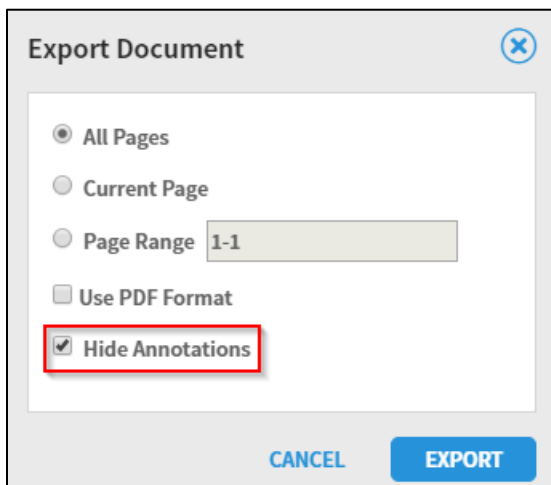 Export Document
All Pages
Current Page
Page Range 1-1
Use PDF Format
Hide Annotations
CANCEL EXPORT